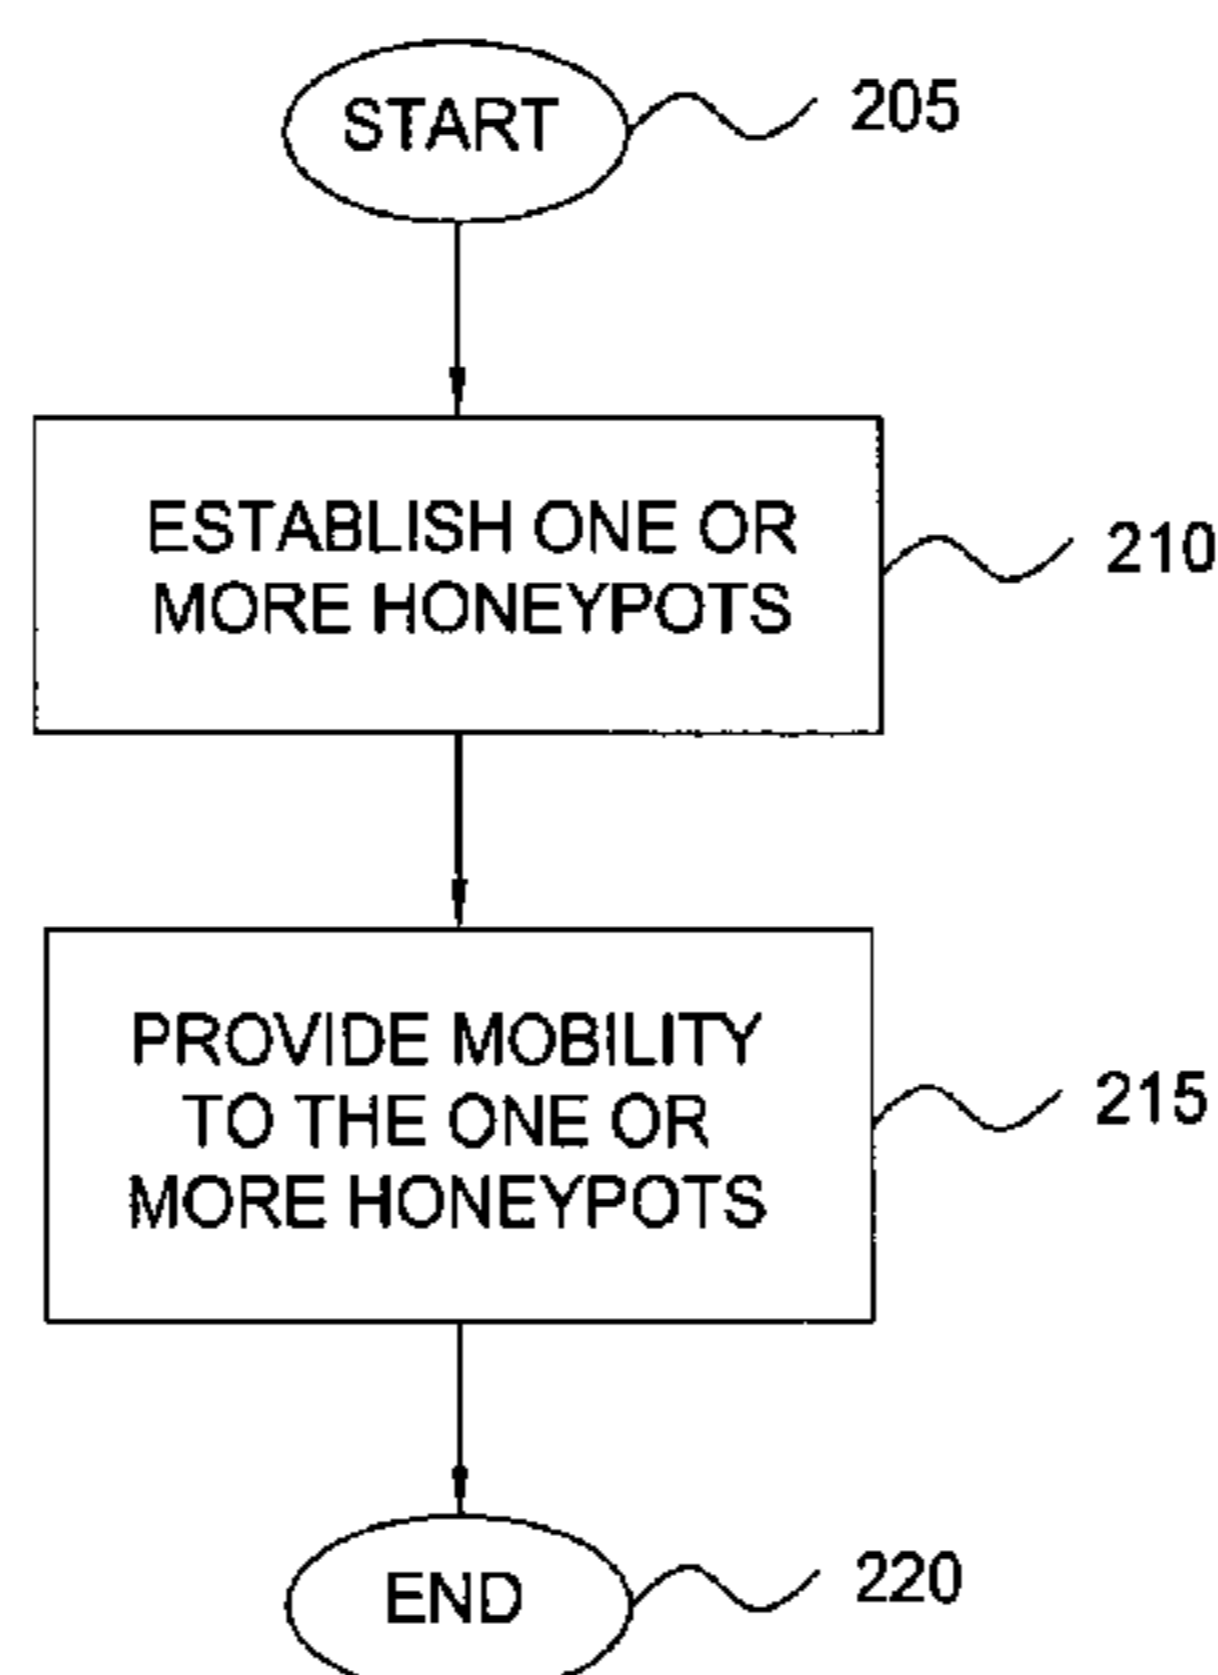 START
205
ESTABLISH ONE OR
MORE HONEYPOTS
210
PROVIDE MOBILITY
TO THE ONE OR
MORE HONEYPOTS
215
END
220